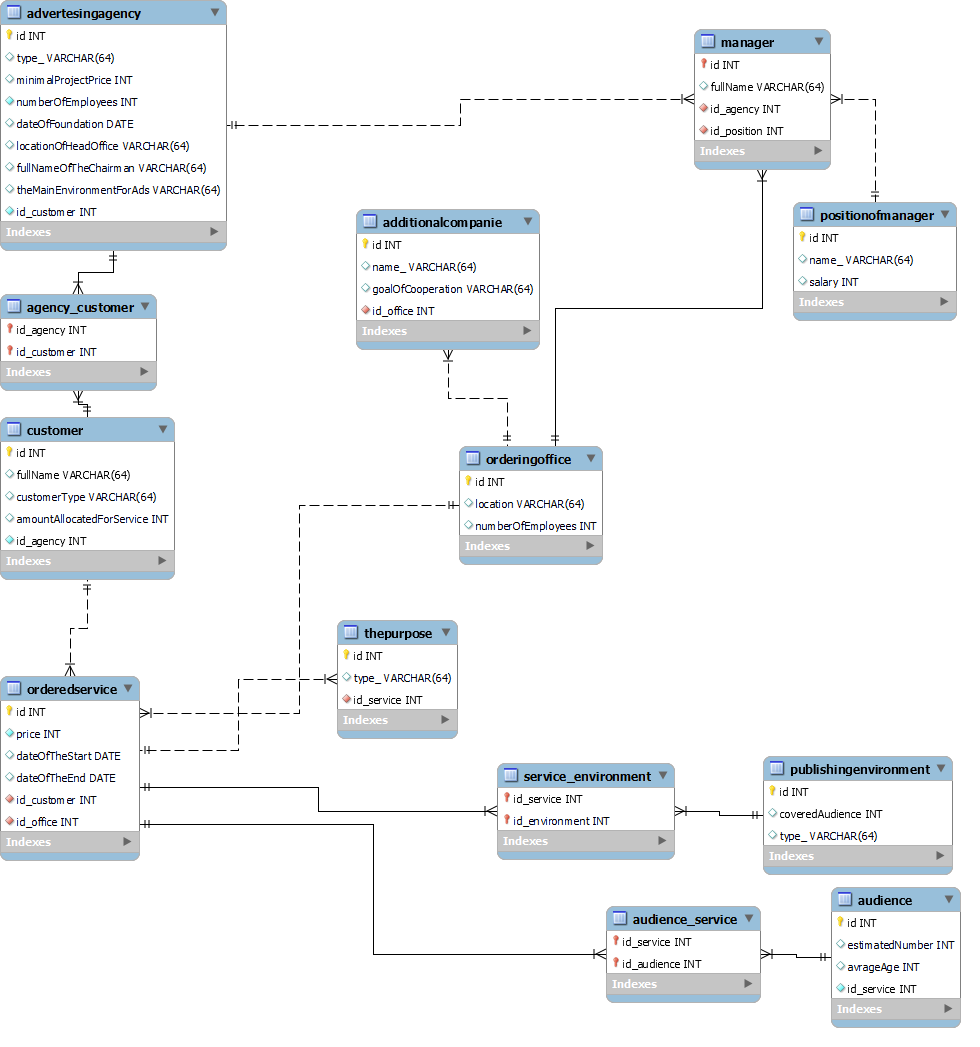 advertesingagency
id INT
type_ VARCHAR(64)
minimalProjectPrice INT
numberOfEmployees INT
dateOfFoundation DATE
locationOfHeadOffice VARCHAR(64)
fullNameOfTheChairman VARCHAR(64)
theMainEnvironmentForAds VARCHAR(64)
id_customer INT
Indexes
manager
id INT
fullName VARCHAR(64)
id_agency INT
id_position INT
Indexes
positionofmanager
id INT
name_ VARCHAR(64)
salary INT
Indexes
additionalcompanie
id INT
name_ VARCHAR(64)
goalOfCooperation VARCHAR(64)
id_office INT
Indexes
agency_customer
id_agency INT
id_customer INT
Indexes
customer
id INT
fullName VARCHAR(64)
customerType VARCHAR(64)
amountAllocatedForService INT
id_agency INT
Indexes
orderingoffice
id INT
location VARCHAR(64)
numberOfEmployees INT
Indexes
thepurpose
id INT
type_ VARCHAR(64)
id_service INT
Indexes
orderedservice
id INT
price INT
dateOfTheStart DATE
dateOfTheEnd DATE
id_customer INT
id_office INT
Indexes
service_environment
id_service INT
id_environment INT
Indexes
publishingenvironment
id INT
coveredAudience INT
type_ VARCHAR(64)
Indexes
audience_service
id_service INT
id_audience INT
Indexes
audience
id INT
estimatedNumber INT
avrageAge INT
id_service INT
Indexes